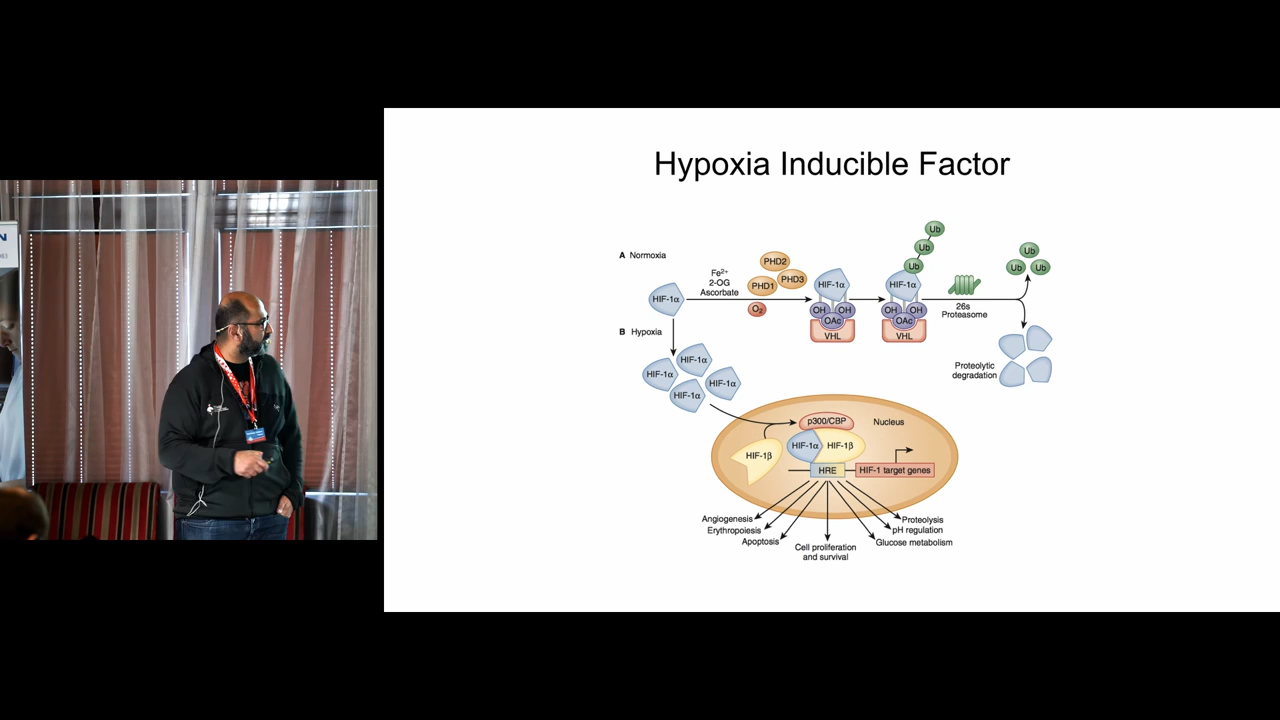 Hypoxia Inducible Factor
A Normoxia
HIF-1α
Fe²⁺
2-OG
Ascorbate
PHD2
PHD1
PHD3
O₂
HIF-1α
OH
OH
OAc
VHL
Ub
Ub
Ub
HIF-1α
OH
OH
OAc
VHL
26s
Proteasome
Ub
Ub
Ub
Proteolytic
degradation
B Hypoxia
HIF-1α
HIF-1α
HIF-1α
HIF-1α
p300/CBP
Nucleus
HIF-1β
HIF-1α
HIF-1β
HRE
HIF-1 target genes
Angiogenesis
Erythropoiesis
Apoptosis
Cell proliferation
and survival
Proteolysis
pH regulation
Glucose metabolism
N